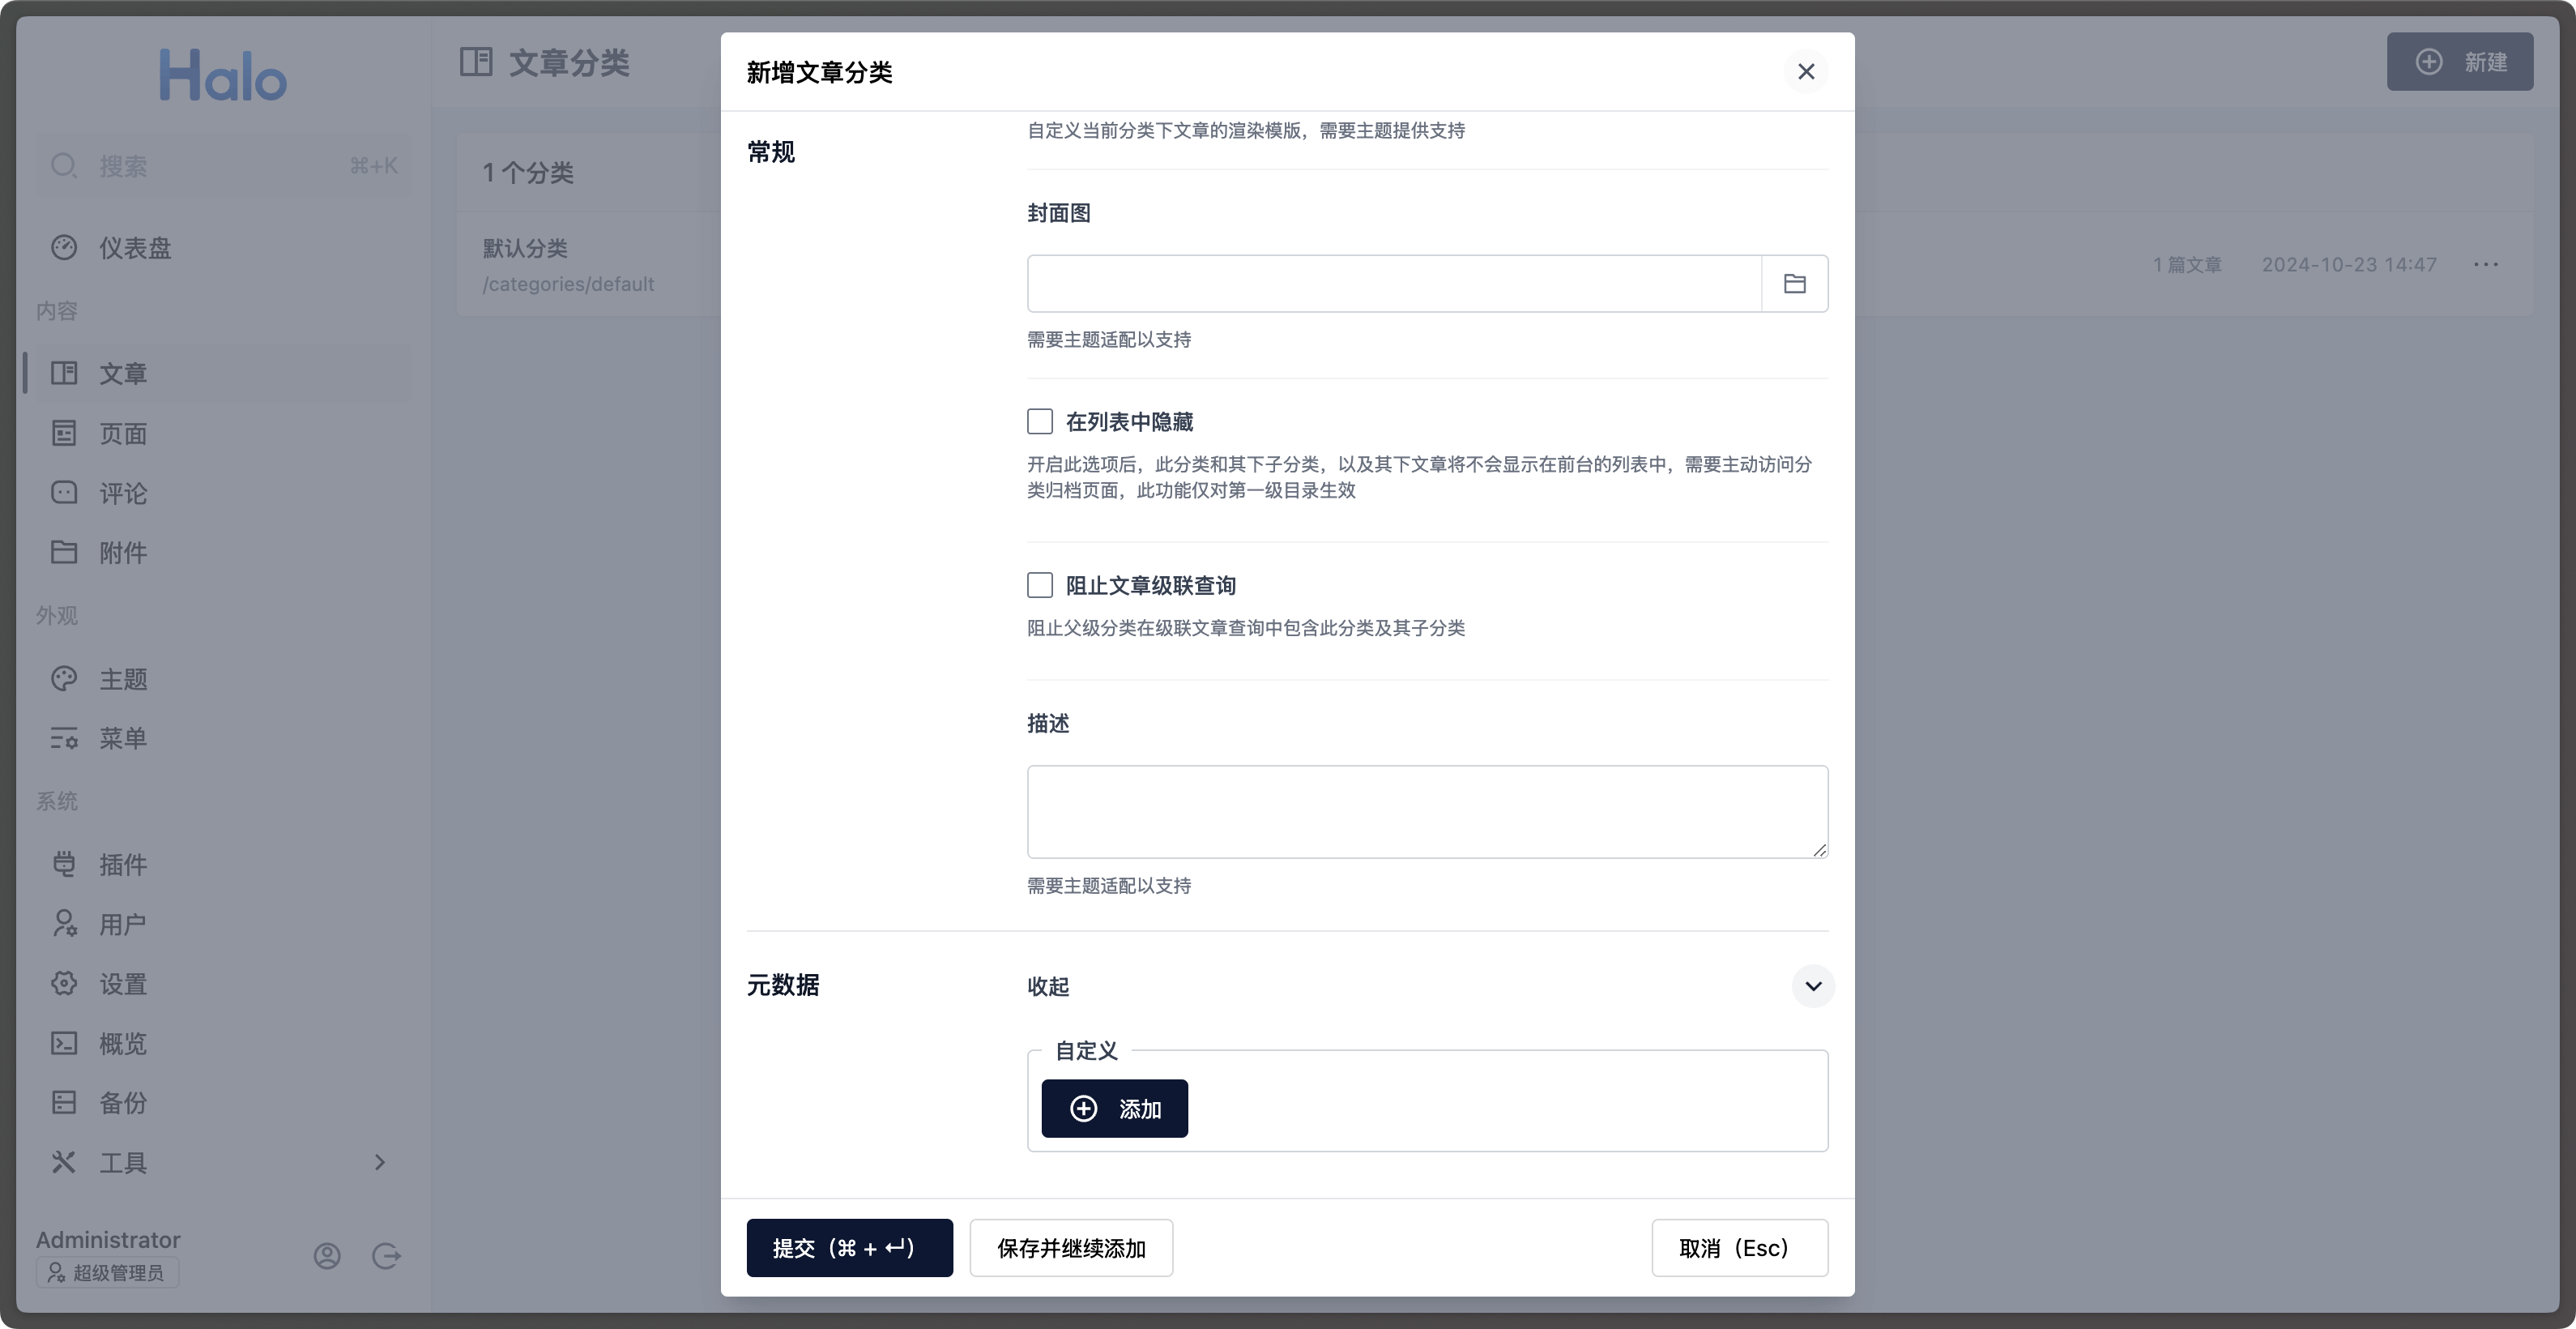 Halo
搜索 ⌘+K
仪表盘
内容
文章
页面
评论
附件
外观
主题
菜单
系统
插件
用户
设置
概览
备份
工具
Administrator
超级管理员
文章分类
新建
1 个分类
默认分类
/categories/default
1 篇文章 2024-10-23 14:47
新增文章分类
常规
自定义当前分类下文章的渲染模版，需要主题提供支持
封面图
需要主题适配以支持
在列表中隐藏
开启此选项后，此分类和其下子分类，以及其下文章将不会显示在前台的列表中，需要主动访问分
类归档页面，此功能仅对第一级目录生效
阻止文章级联查询
阻止父级分类在级联文章查询中包含此分类及其子分类
描述
需要主题适配以支持
元数据
收起
自定义
添加
提交（⌘ + ↵）
保存并继续添加
取消（Esc）